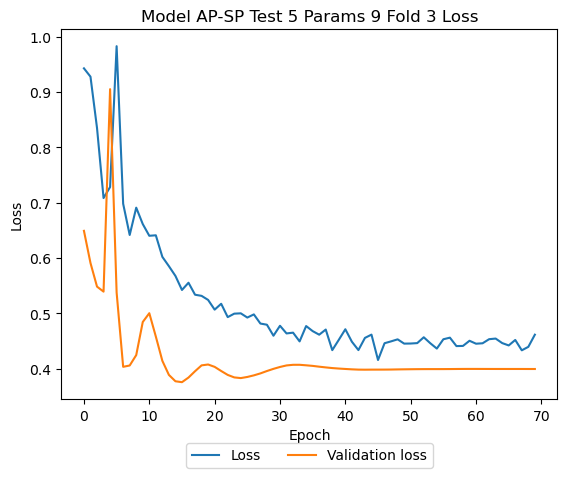 Model AP-SP Test 5 Params 9 Fold 3 Loss
1.0
0.9
0.8
0.7
0.6
0.5
0.4
Loss
0 10 20 30 40 50 60 70
Epoch
Loss Validation loss